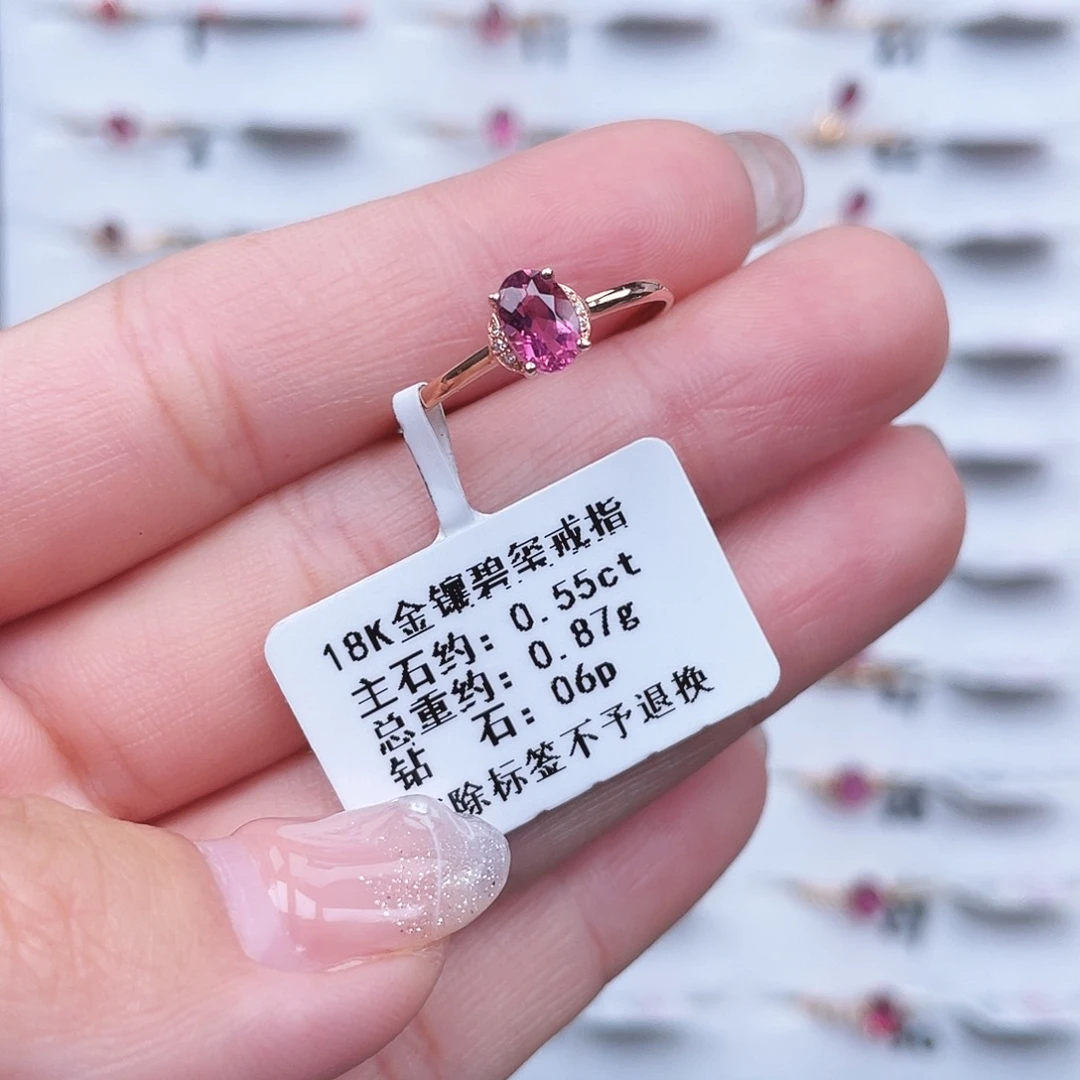 18K金镶碧玺戒指
主石约: 0.55ct
总重约: 0.87g
钻 石: 06p
除标签不予退换